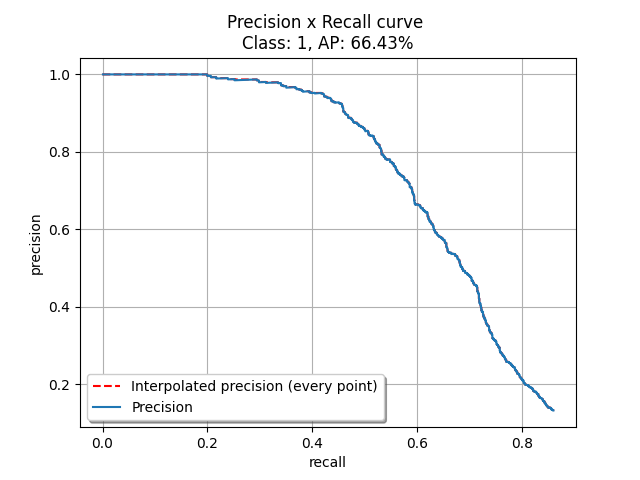 Precision x Recall curve
Class: 1, AP: 66.43%
1.0
0.8
0.6
0.4
0.2
precision
0.0
0.2
0.4
0.6
0.8
recall
Interpolated precision (every point)
Precision